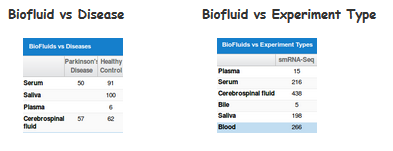 Biofluid vs Disease
Biofluid vs Experiment Type
BioFluids vs Diseases
Parkinson's Disease Healthy Control
Serum 50 91
Saliva 100
Plasma 6
Cerebrospinal fluid 57 62
BioFluids vs Experiment Types
smRNA-Seq
Plasma 15
Serum 216
Cerebrospinal fluid 438
Bile 5
Saliva 198
Blood 266